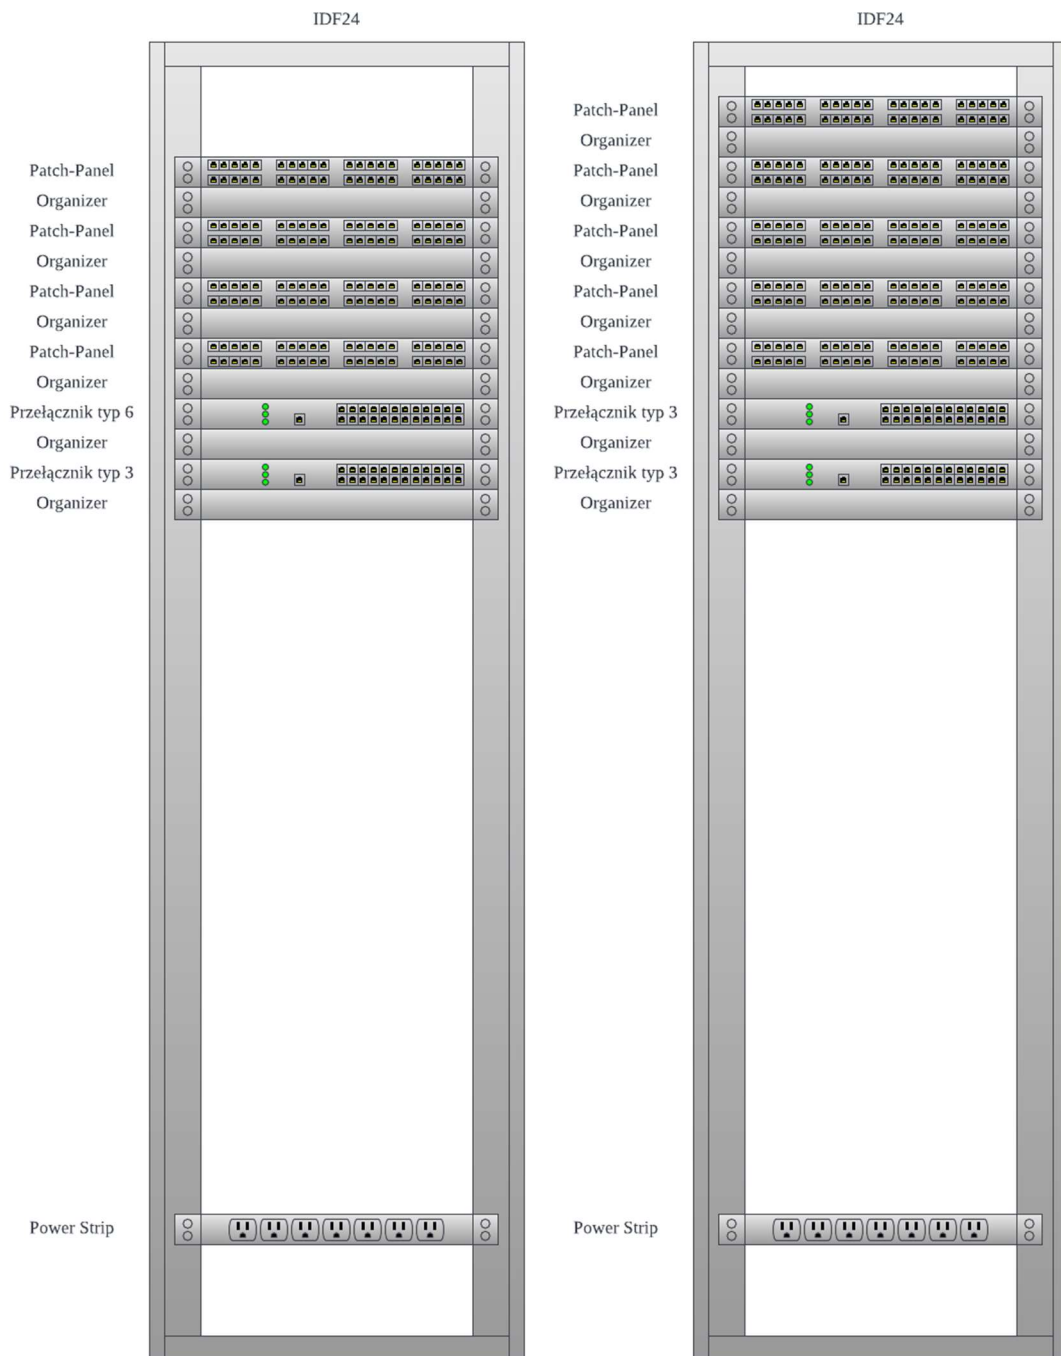 IDF24
Patch-Panel
Organizer
Patch-Panel
Organizer
Patch-Panel
Organizer
Patch-Panel
Organizer
Przełącznik typ 6
Organizer
Przełącznik typ 3
Organizer
Power Strip
IDF24
Patch-Panel
Organizer
Patch-Panel
Organizer
Patch-Panel
Organizer
Patch-Panel
Organizer
Patch-Panel
Organizer
Przełącznik typ 3
Organizer
Przełącznik typ 3
Organizer
Power Strip